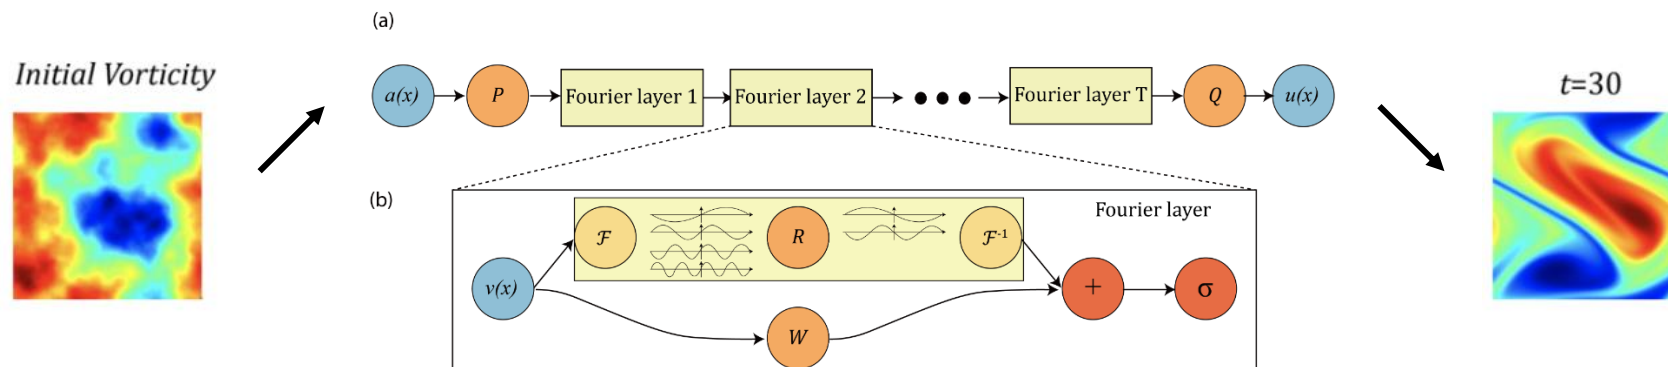 Initial Vorticity
(a)
a(x) P Fourier layer 1 Fourier layer 2 Fourier layer T Q u(x)
t=30
(b)
Fourier layer
ℱ R ℱ⁻¹
v(x) + σ
W